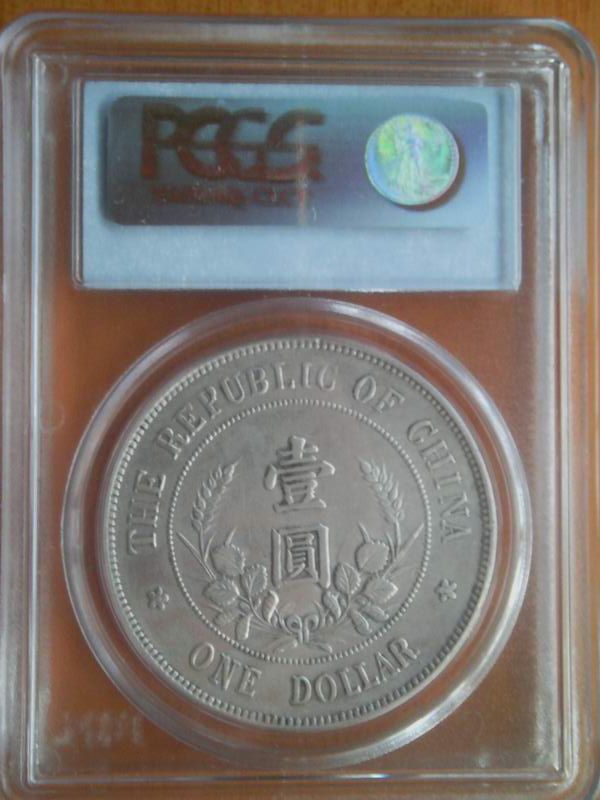 PCGS
THE REPUBLIC OF CHINA
壹
圓
ONE DOLLAR